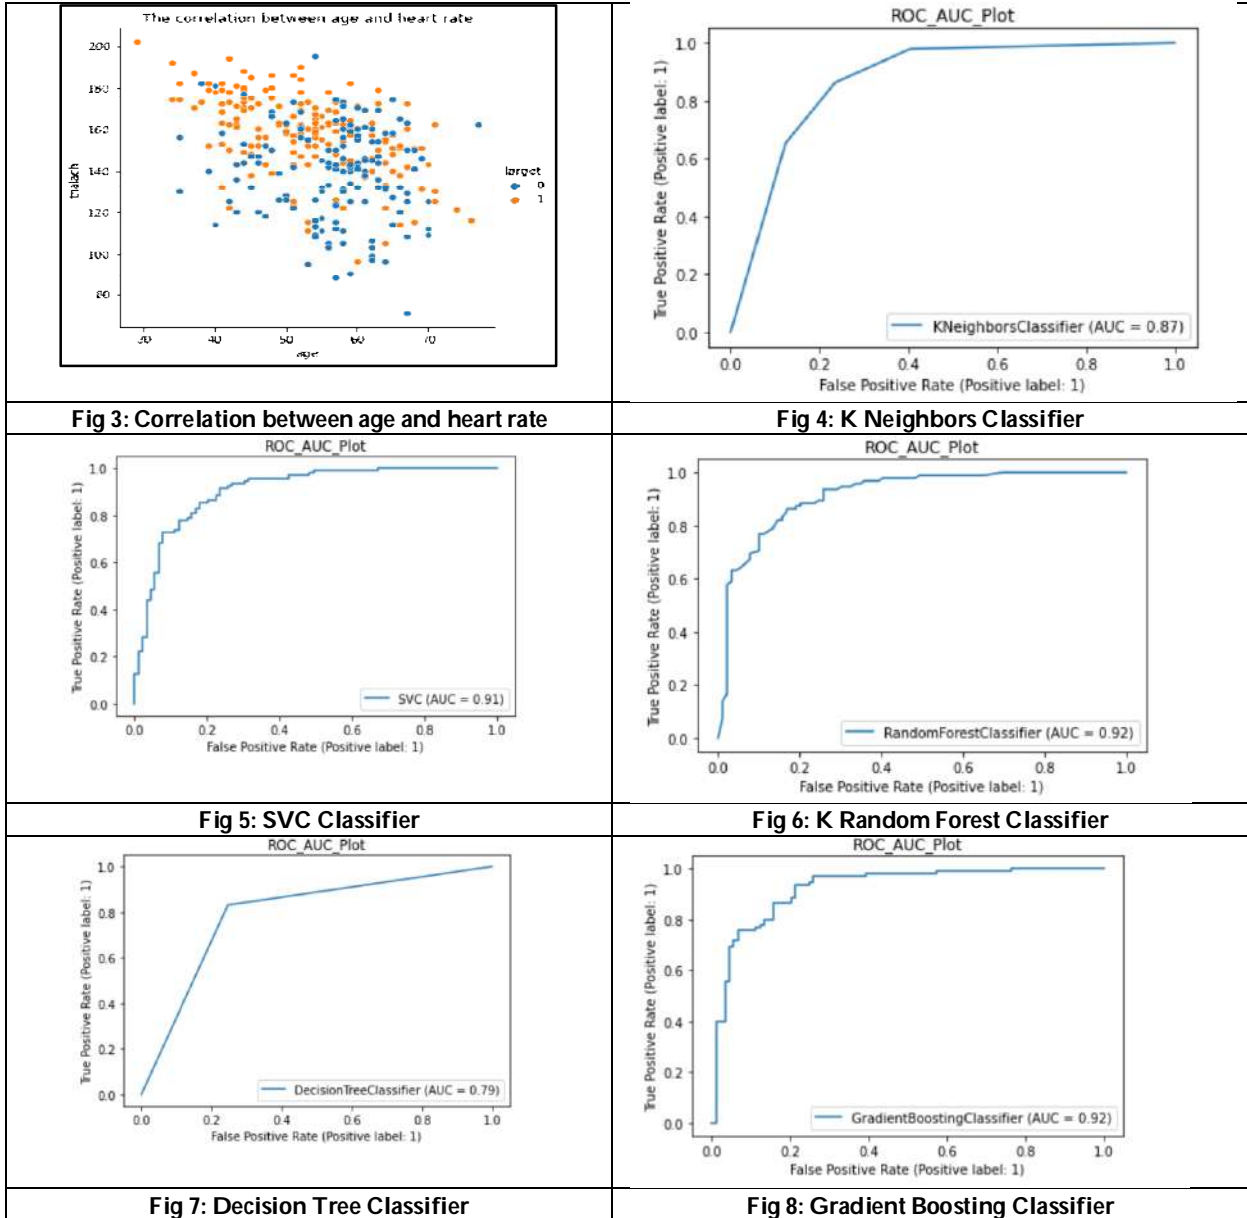 The correlation between age and heart rate
200
180
160
140
120
100
80
thalach
30 40 50 60 70
age
target
0
1
Fig 3: Correlation between age and heart rate
ROC_AUC_Plot
1.0
0.8
0.6
0.4
0.2
0.0
True Positive Rate (Positive label: 1)
KNeighborsClassifier (AUC = 0.87)
0.0 0.2 0.4 0.6 0.8 1.0
False Positive Rate (Positive label: 1)
Fig 4: K Neighbors Classifier
ROC_AUC_Plot
1.0
0.8
0.6
0.4
0.2
0.0
True Positive Rate (Positive label: 1)
SVC (AUC = 0.91)
0.0 0.2 0.4 0.6 0.8 1.0
False Positive Rate (Positive label: 1)
Fig 5: SVC Classifier
ROC_AUC_Plot
1.0
0.8
0.6
0.4
0.2
0.0
True Positive Rate (Positive label: 1)
RandomForestClassifier (AUC = 0.92)
0.0 0.2 0.4 0.6 0.8 1.0
False Positive Rate (Positive label: 1)
Fig 6: K Random Forest Classifier
ROC_AUC_Plot
1.0
0.8
0.6
0.4
0.2
0.0
True Positive Rate (Positive label: 1)
DecisionTreeClassifier (AUC = 0.79)
0.0 0.2 0.4 0.6 0.8 1.0
False Positive Rate (Positive label: 1)
Fig 7: Decision Tree Classifier
ROC_AUC_Plot
1.0
0.8
0.6
0.4
0.2
0.0
True Positive Rate (Positive label: 1)
GradientBoostingClassifier (AUC = 0.92)
0.0 0.2 0.4 0.6 0.8 1.0
False Positive Rate (Positive label: 1)
Fig 8: Gradient Boosting Classifier